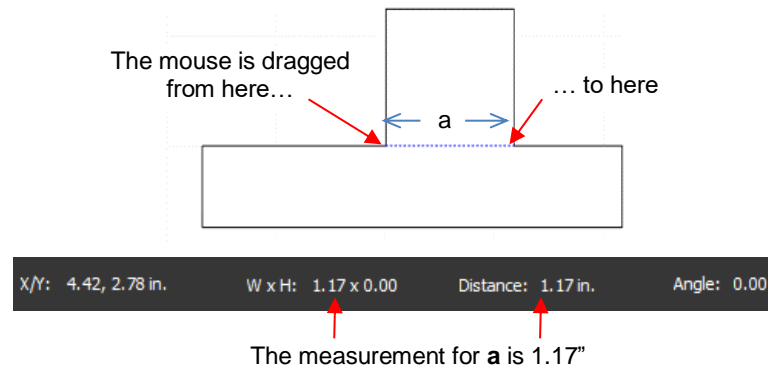 The mouse is dragged
from here…
… to here
a
X/Y: 4.42, 2.78 in. W x H: 1.17 x 0.00 Distance: 1.17 in. Angle: 0.00
The measurement for a is 1.17”